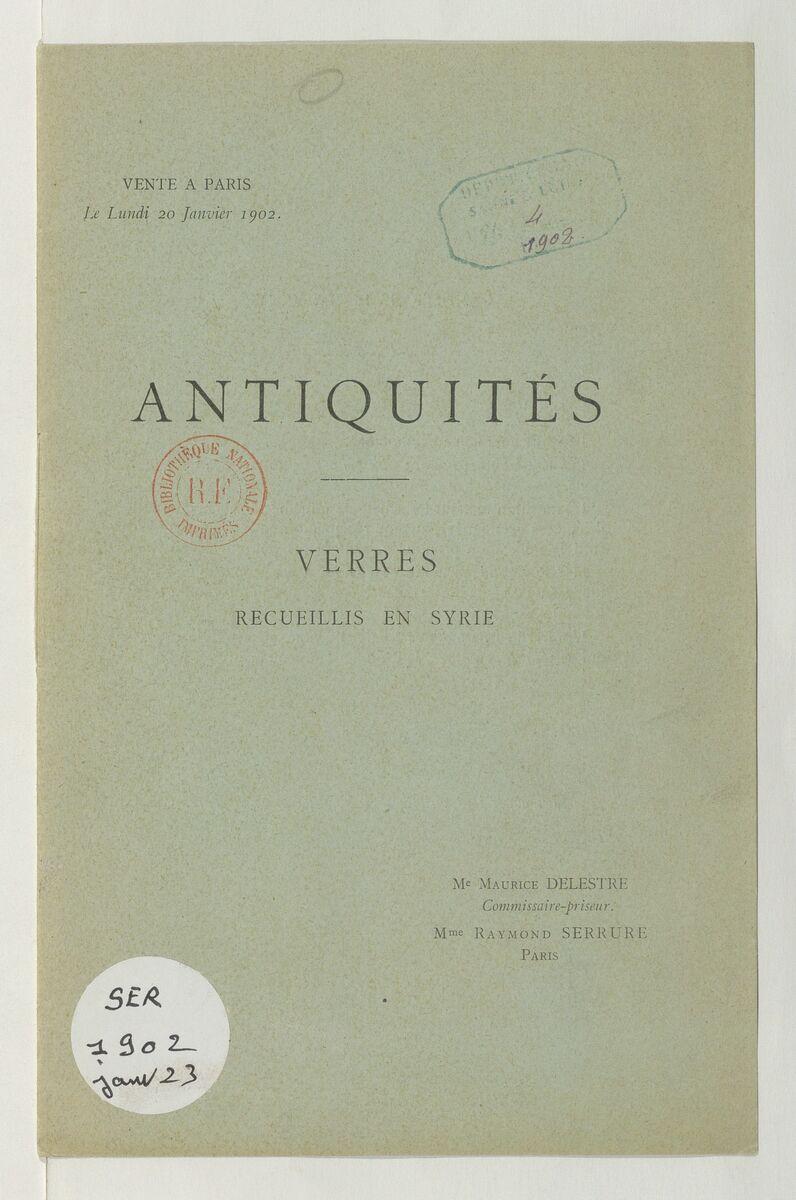 VENTE A PARIS
Le Lundi 20 Janvier 1902.
4
1902
ANTIQUITÉS
BIBLIOTHÈQUE NATIONALE
R.F.
IMPRIMÉS
VERRES
RECUEILLIS EN SYRIE
Me Maurice DELESTRE
Commissaire-priseur.
Mme Raymond SERRURE
Paris
SER
1902
janv 23